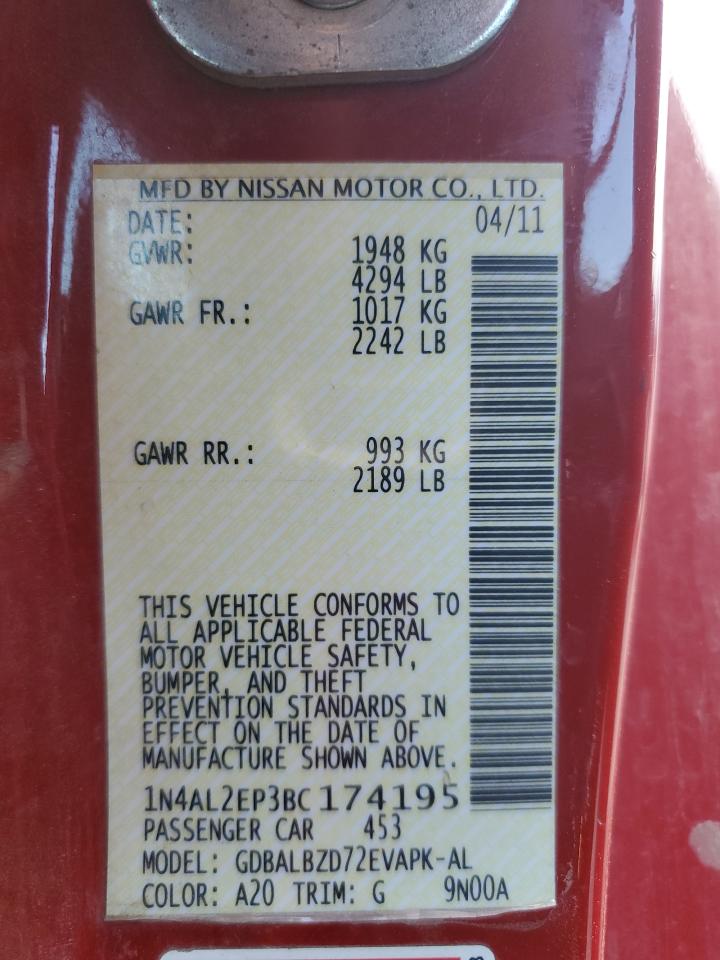 MFD BY NISSAN MOTOR CO., LTD.
DATE: 04/11
GVWR: 1948 KG
4294 LB
GAWR FR.: 1017 KG
2242 LB
GAWR RR.: 993 KG
2189 LB
THIS VEHICLE CONFORMS TO
ALL APPLICABLE FEDERAL
MOTOR VEHICLE SAFETY,
BUMPER, AND THEFT
PREVENTION STANDARDS IN
EFFECT ON THE DATE OF
MANUFACTURE SHOWN ABOVE.
1N4AL2EP3BC174195
PASSENGER CAR 453
MODEL: GDBALBZD72EVAPK-AL
COLOR: A20 TRIM: G 9N00A